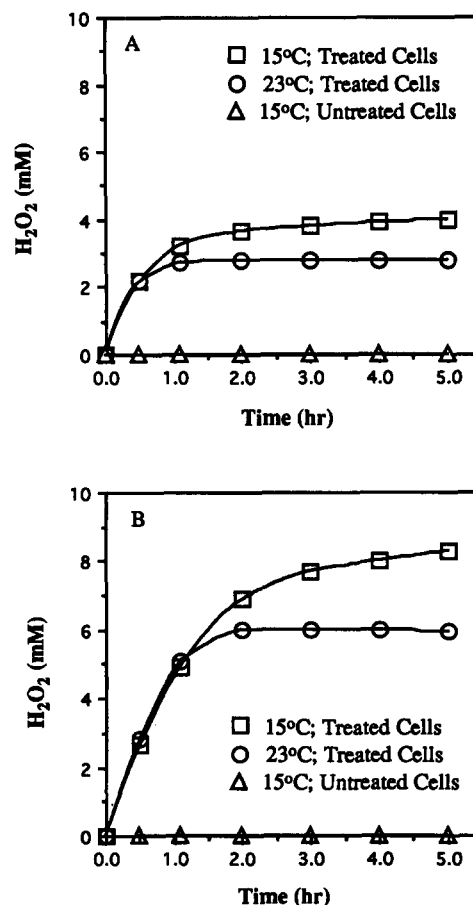 A
15°C; Treated Cells
23°C; Treated Cells
15°C; Untreated Cells
10
8
6
4
2
0
H₂O₂ (mM)
0.0 1.0 2.0 3.0 4.0 5.0
Time (hr)
B
10
8
6
4
2
0
H₂O₂ (mM)
15°C; Treated Cells
23°C; Treated Cells
15°C; Untreated Cells
0.0 1.0 2.0 3.0 4.0 5.0
Time (hr)